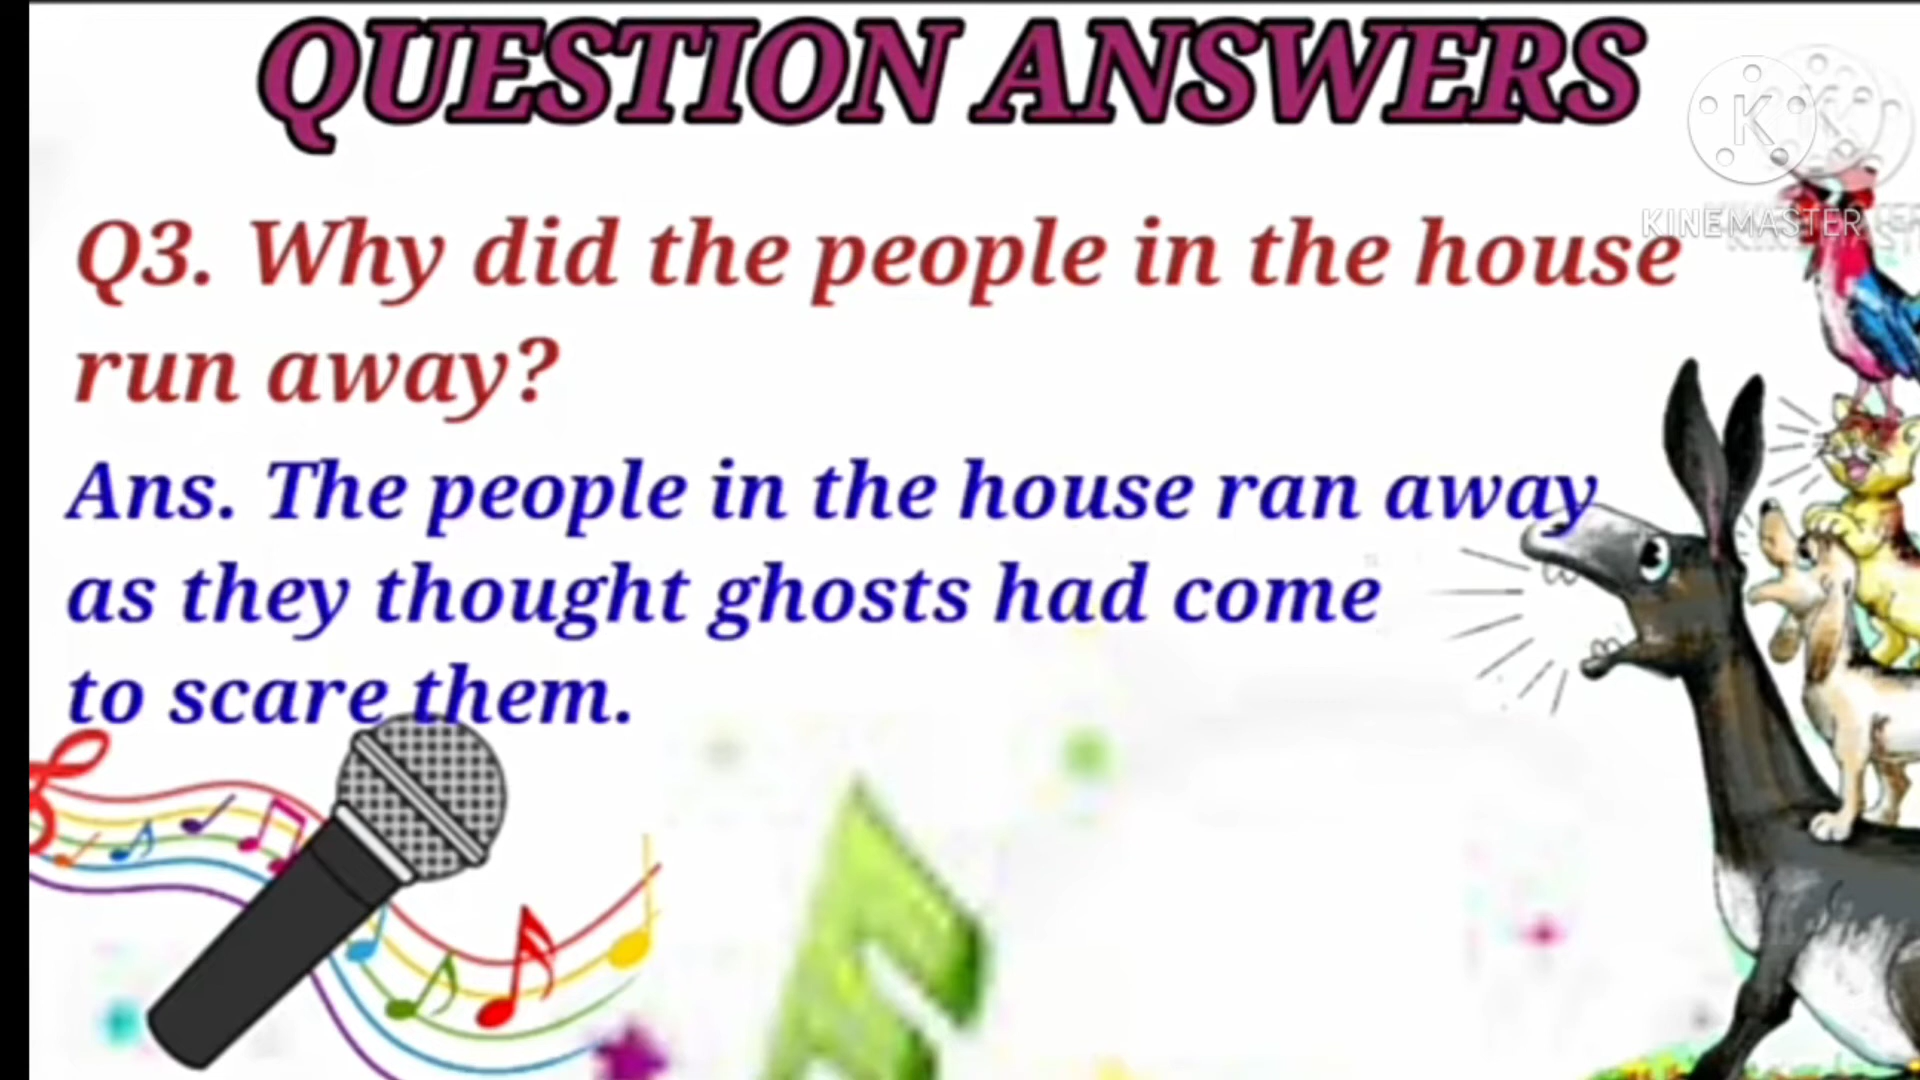 QUESTION ANSWERS
Q3. Why did the people in the house
run away?
Ans. The people in the house ran away
as they thought ghosts had come
to scare them.
K
KINEMASTER